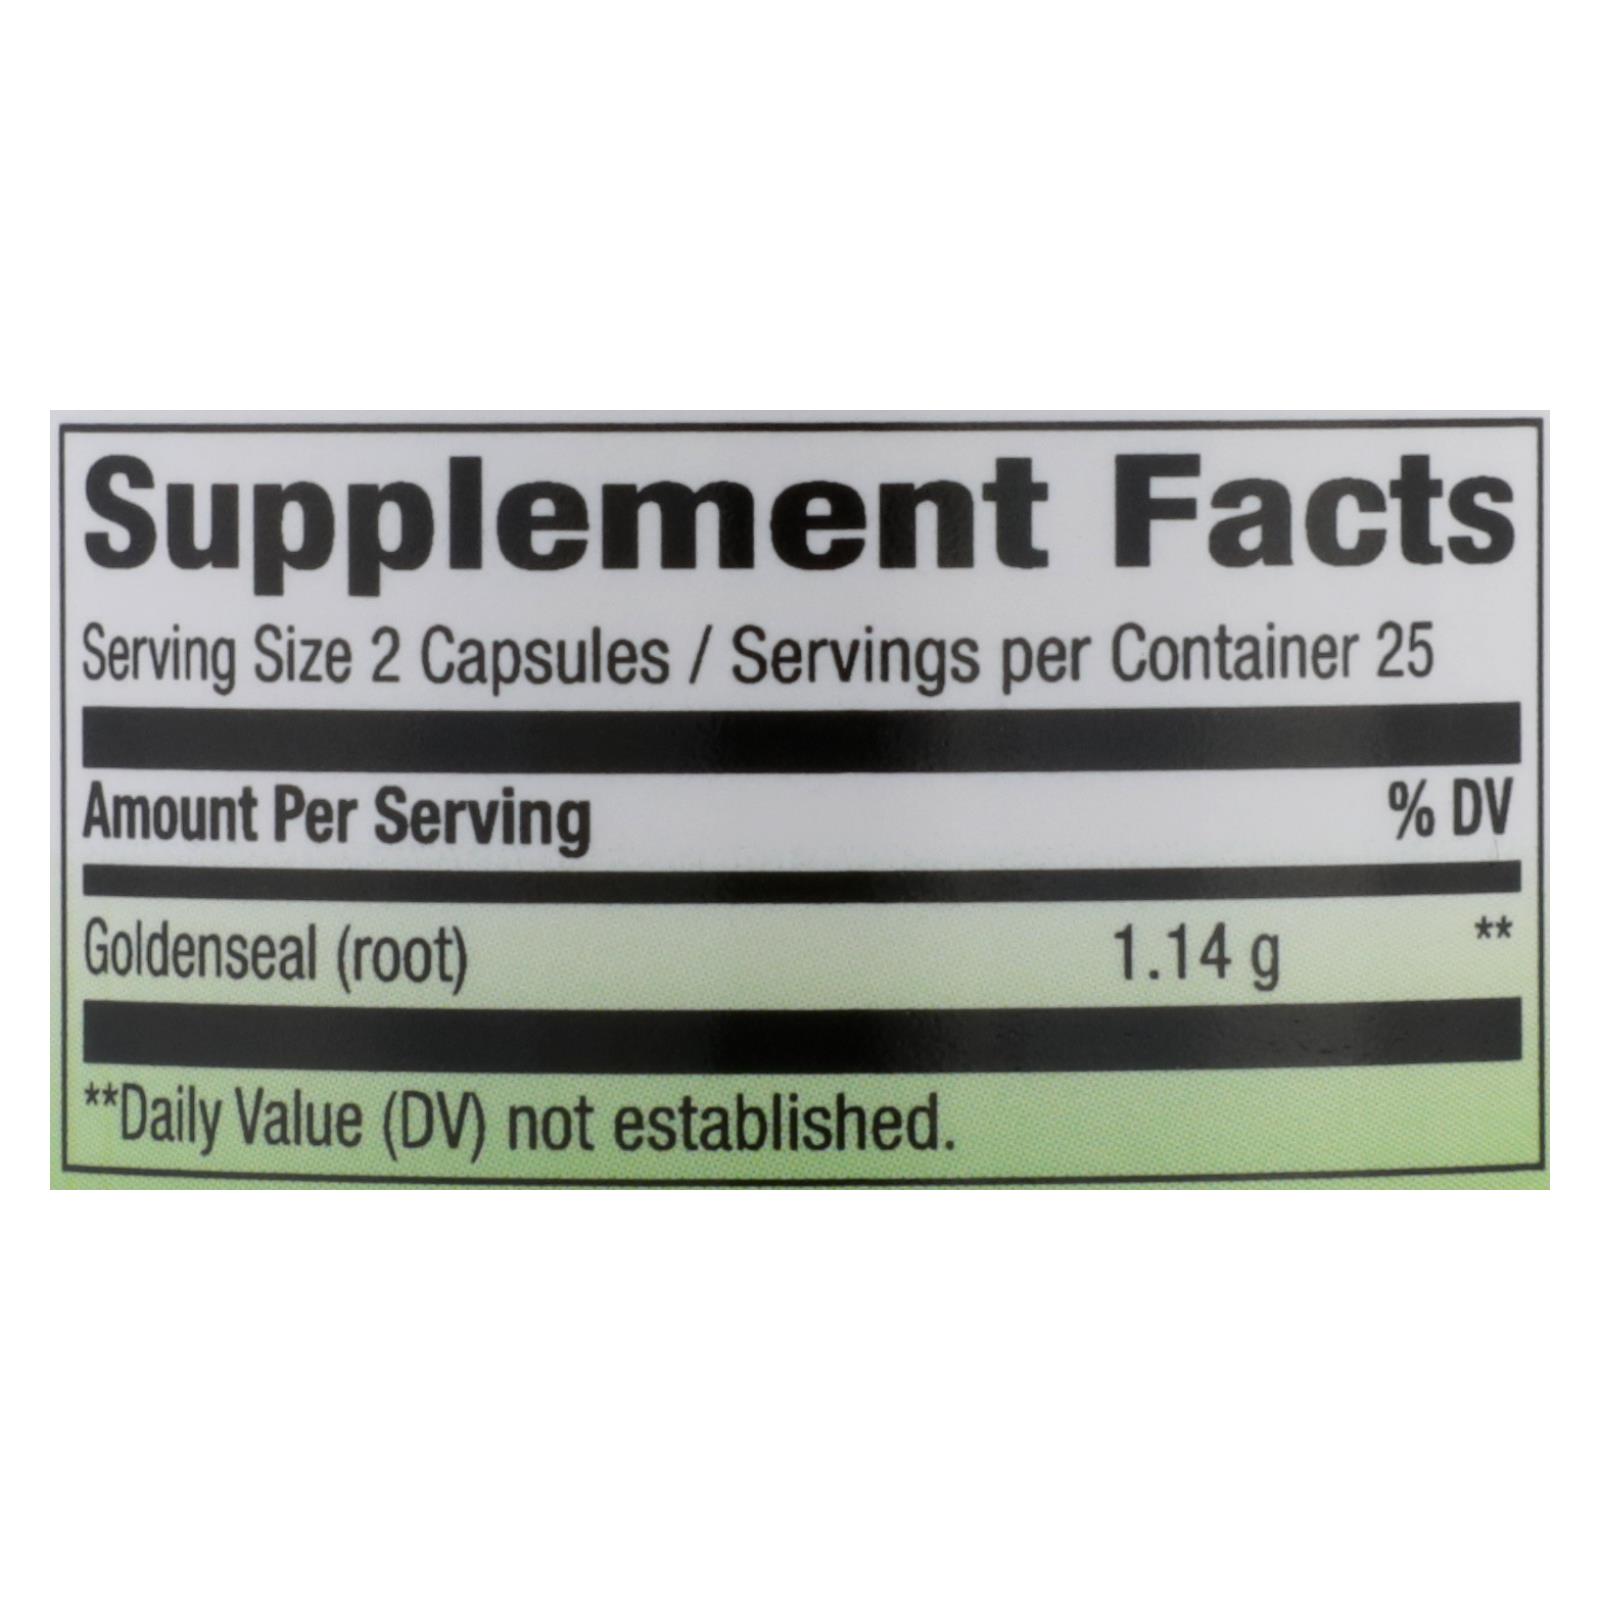 Supplement Facts
Serving Size 2 Capsules / Servings per Container 25
Amount Per Serving % DV
Goldenseal (root) 1.14 g **
**Daily Value (DV) not established.